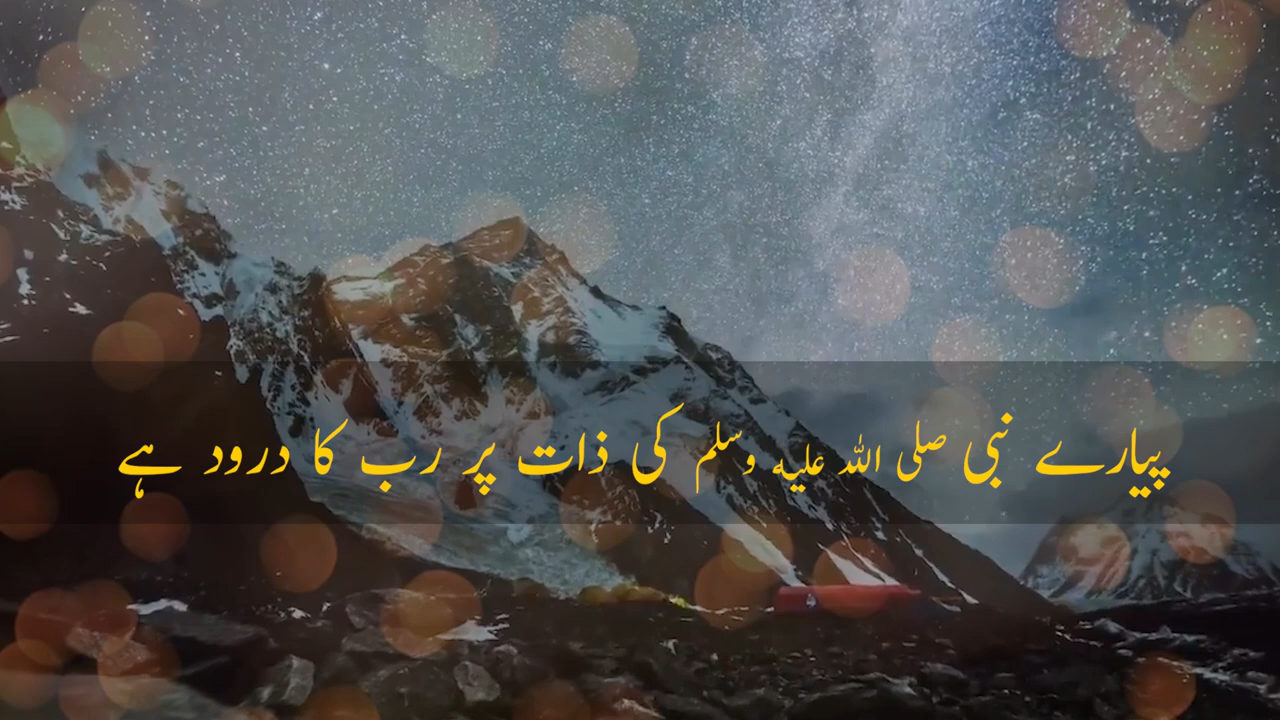 پیارے نبی صلی اللہ علیہ وسلم کی ذات پر رب کا درود ہے